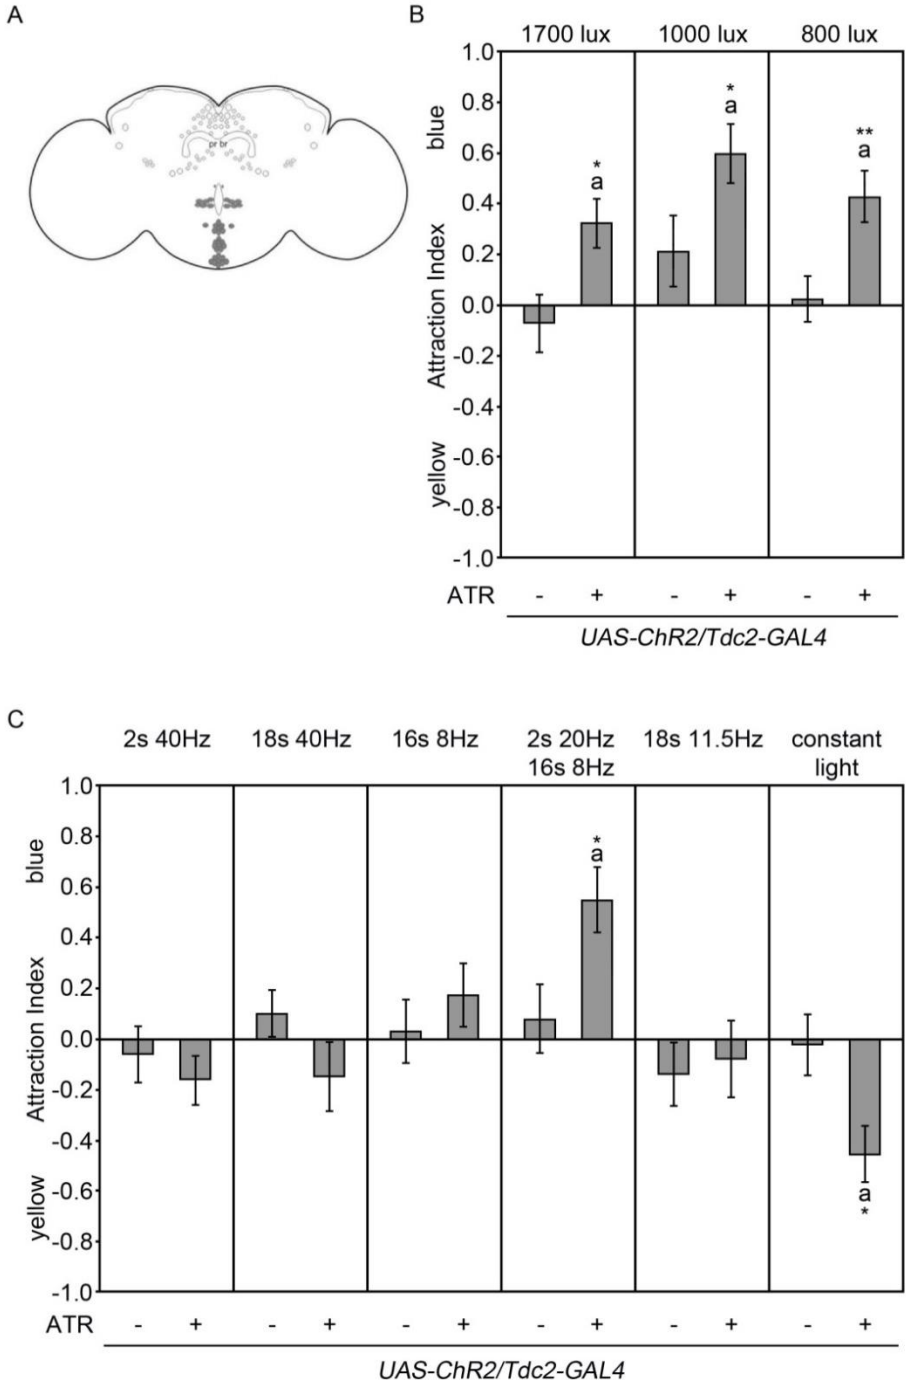 A
pr br
B
1700 lux 1000 lux 800 lux
1.0
0.8
0.6
0.4
0.2
0.0
-0.2
-0.4
-0.6
-0.8
-1.0
blue
Attraction Index
yellow
* a
* a
** a
ATR - + - + - +
UAS-ChR2/Tdc2-GAL4
C
2s 40Hz 18s 40Hz 16s 8Hz 2s 20Hz 18s 11.5Hz constant
16s 8Hz light
1.0
0.8
0.6
0.4
0.2
0.0
-0.2
-0.4
-0.6
-0.8
-1.0
blue
Attraction Index
yellow
*
a
a
*
ATR - + - + - + - + - + - +
UAS-ChR2/Tdc2-GAL4